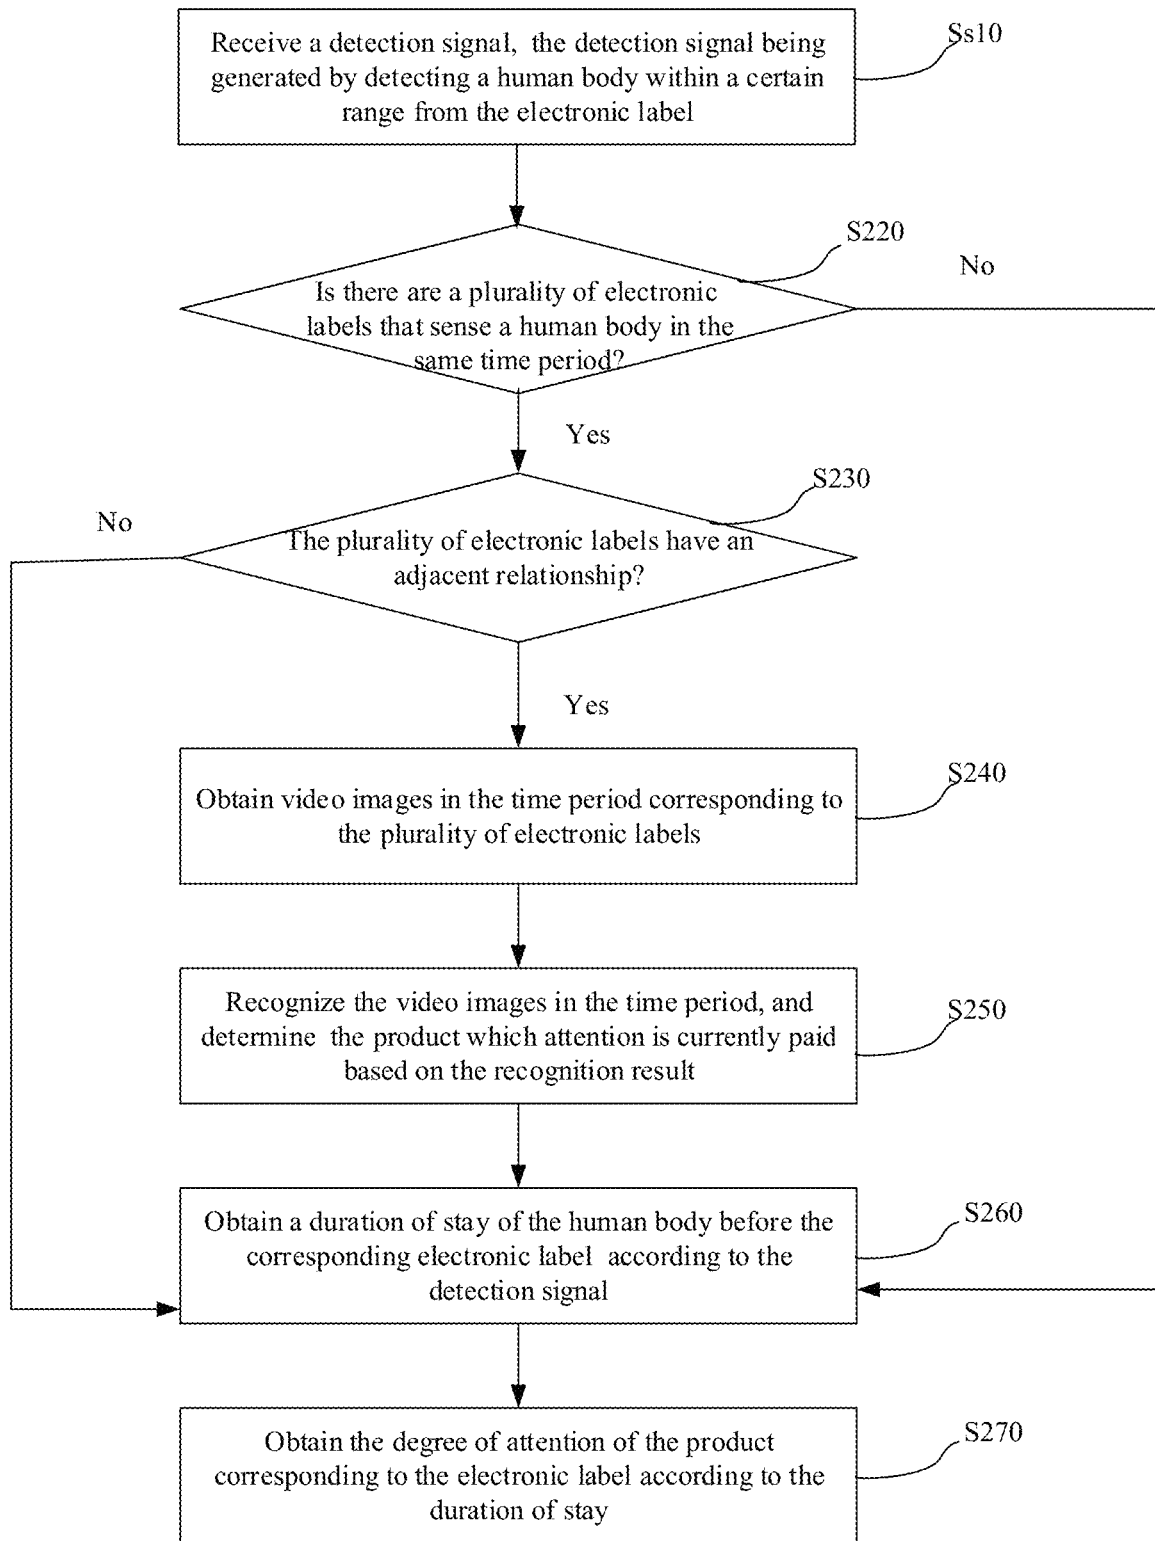 Receive a detection signal, the detection signal being
generated by detecting a human body within a certain
range from the electronic label
Ss10
S220
No
Is there are a plurality of electronic
labels that sense a human body in the
same time period?
Yes
S230
No
The plurality of electronic labels have an
adjacent relationship?
Yes
S240
Obtain video images in the time period corresponding to
the plurality of electronic labels
S250
Recognize the video images in the time period, and
determine the product which attention is currently paid
based on the recognition result
S260
Obtain a duration of stay of the human body before the
corresponding electronic label according to the
detection signal
S270
Obtain the degree of attention of the product
corresponding to the electronic label according to the
duration of stay